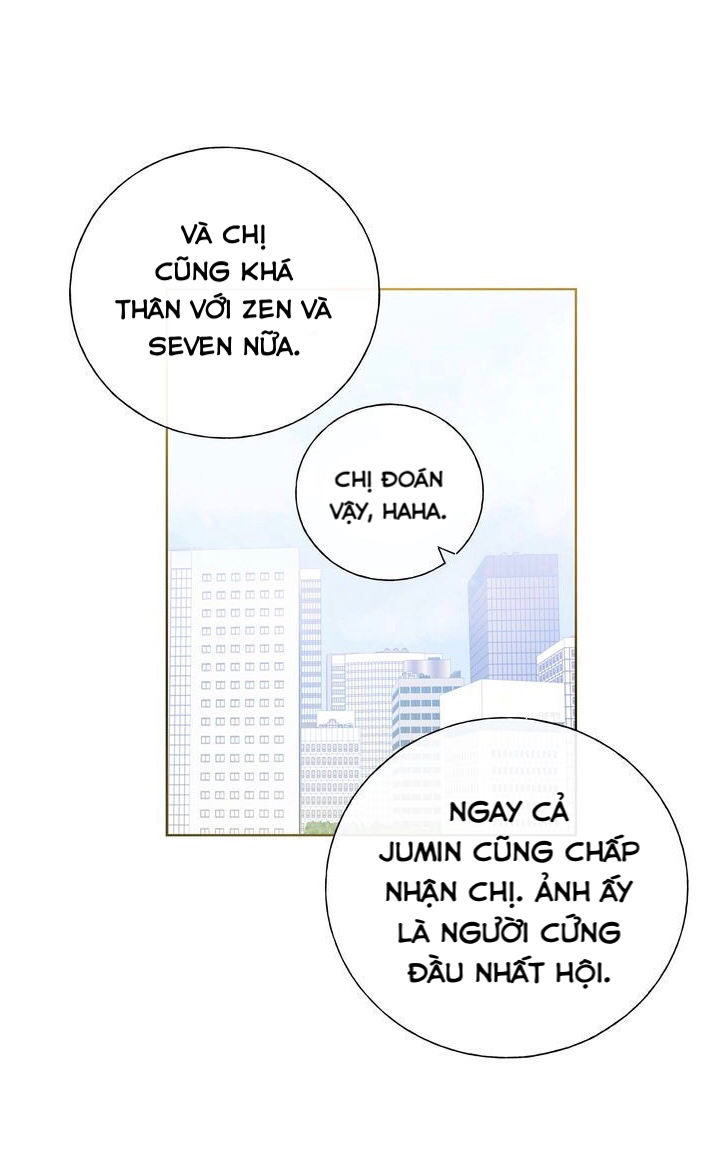 VÀ CHỊ
CŨNG KHÁ
THÂN VỚI ZEN VÀ
SEVEN NỮA.
CHỊ ĐOÁN
VẬY, HAHA.
NGAY CẢ
JUMIN CŨNG CHẤP
NHẬN CHỊ. ẢNH ẤY
LÀ NGƯỜI CỨNG
ĐẦU NHẤT HỘI.